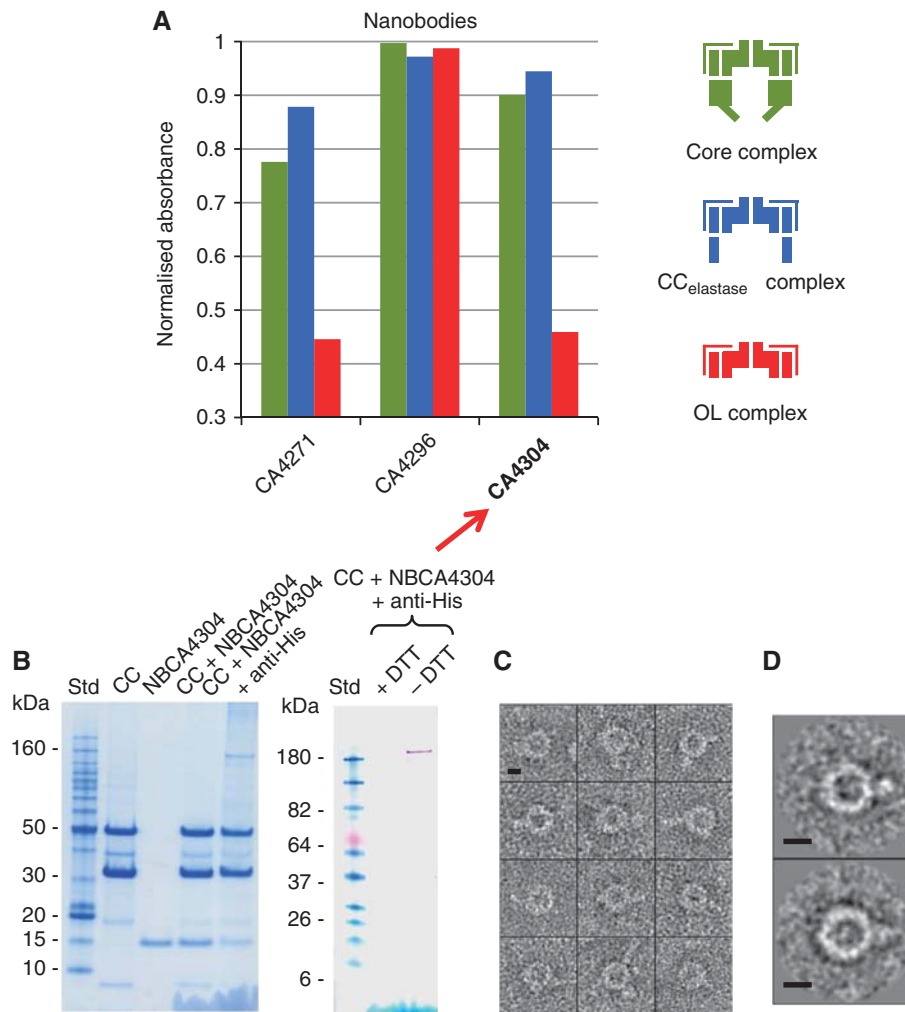 A
Nanobodies
Normalised absorbance
1
0.9
0.8
0.7
0.6
0.5
0.4
0.3
CA4271
CA4296
CA4304
Core complex
CCelastase complex
OL complex
B
kDa
Std
CC
NBCA4304
CC + NBCA4304
CC + NBCA4304
+ anti-His
160 -
50 -
30 -
20 -
15 -
10 -
CC + NBCA4304
+ anti-His
kDa
Std
+ DTT
– DTT
180 -
82 -
64 -
37 -
26 -
6 -
C
D